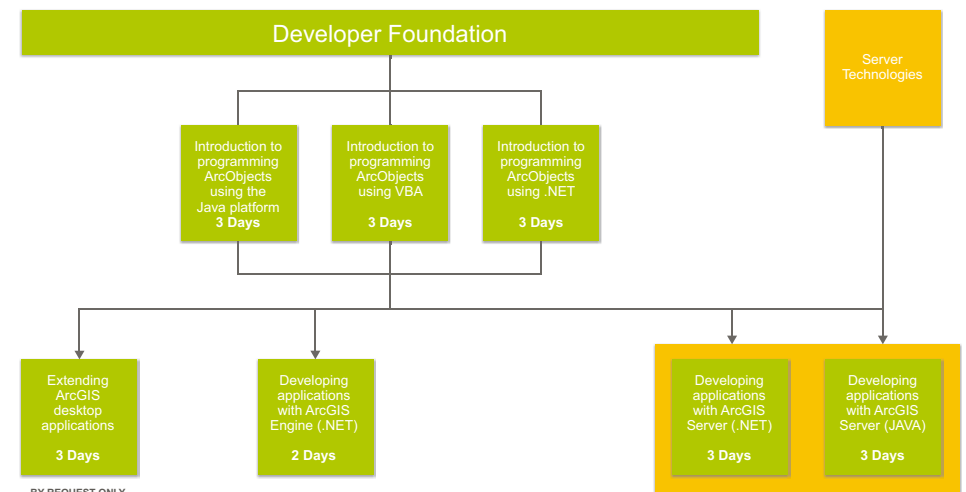 Developer Foundation
Server
Technologies
Introduction to
programming
ArcObjects
using the
Java platform
3 Days
Introduction to
programming
ArcObjects
using VBA
3 Days
Introduction to
programming
ArcObjects
using .NET
3 Days
Extending
ArcGIS
desktop
applications
3 Days
Developing
applications
with ArcGIS
Engine (.NET)
2 Days
Developing
applications
with ArcGIS
Server (.NET)
3 Days
Developing
applications
with ArcGIS
Server (JAVA)
3 Days
BY REQUEST ONLY